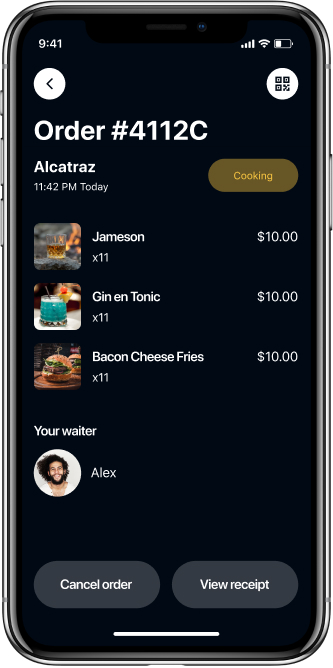 9:41
Order #4112C
Alcatraz
11:42 PM Today
Cooking
Jameson
$10.00
x11
Gin en Tonic
$10.00
x11
Bacon Cheese Fries
$10.00
x11
Your waiter
Alex
Cancel order
View receipt